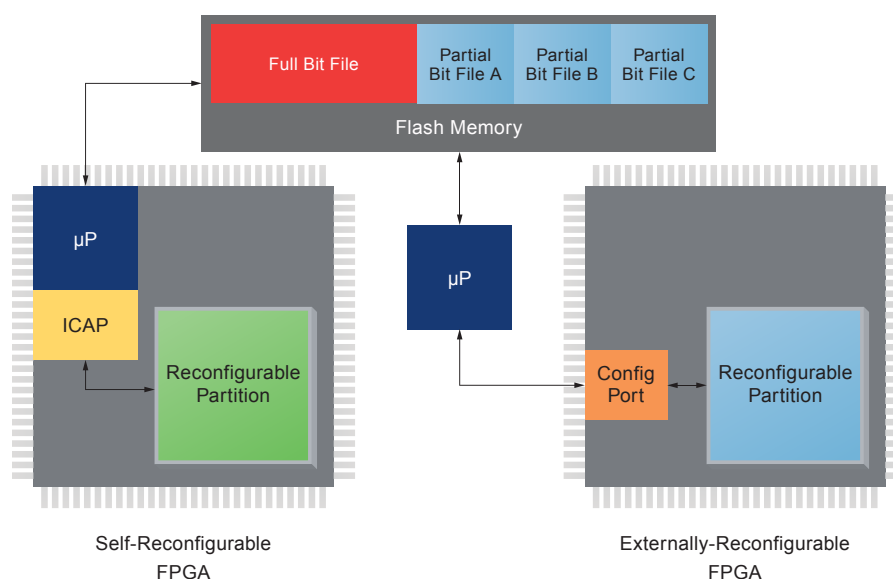 Full Bit File
Partial
Bit File A
Partial
Bit File B
Partial
Bit File C
Flash Memory
µP
ICAP
Reconfigurable
Partition
µP
Config
Port
Reconfigurable
Partition
Self-Reconfigurable
FPGA
Externally-Reconfigurable
FPGA